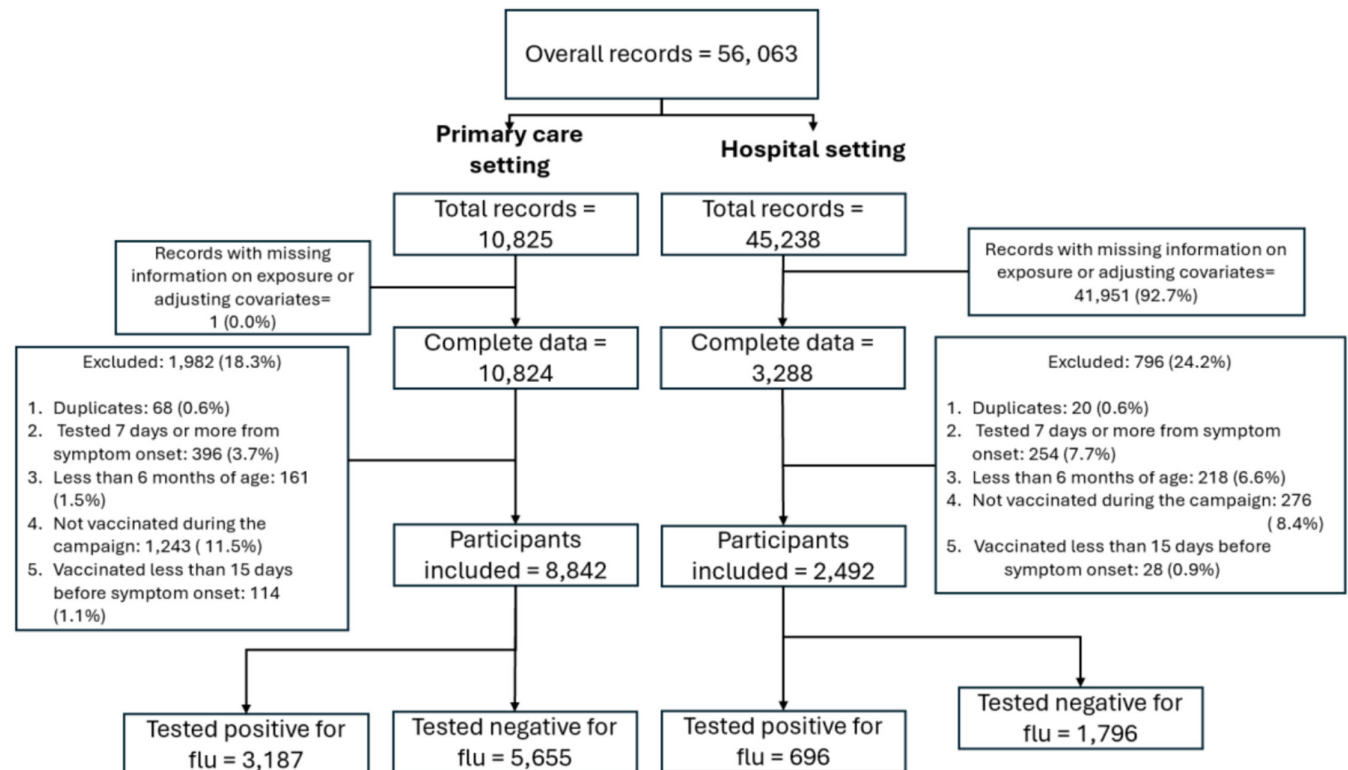 Overall records = 56, 063
Primary care
setting
Hospital setting
Total records =
10,825
Total records =
45,238
Records with missing
information on exposure or
adjusting covariates=
1 (0.0%)
Records with missing information on
exposure or adjusting covariates=
41,951 (92.7%)
Complete data =
10,824
Complete data =
3,288
Excluded: 1,982 (18.3%)
1. Duplicates: 68 (0.6%)
2. Tested 7 days or more from
symptom onset: 396 (3.7%)
3. Less than 6 months of age: 161
(1.5%)
4. Not vaccinated during the
campaign: 1,243 ( 11.5%)
5. Vaccinated less than 15 days
before symptom onset: 114
(1.1%)
Excluded: 796 (24.2%)
1. Duplicates: 20 (0.6%)
2. Tested 7 days or more from symptom
onset: 254 (7.7%)
3. Less than 6 months of age: 218 (6.6%)
4. Not vaccinated during the campaign: 276
( 8.4%)
5. Vaccinated less than 15 days before
symptom onset: 28 (0.9%)
Participants
included = 8,842
Participants
included = 2,492
Tested positive for
flu = 3,187
Tested negative for
flu = 5,655
Tested positive for
flu = 696
Tested negative for
flu = 1,796